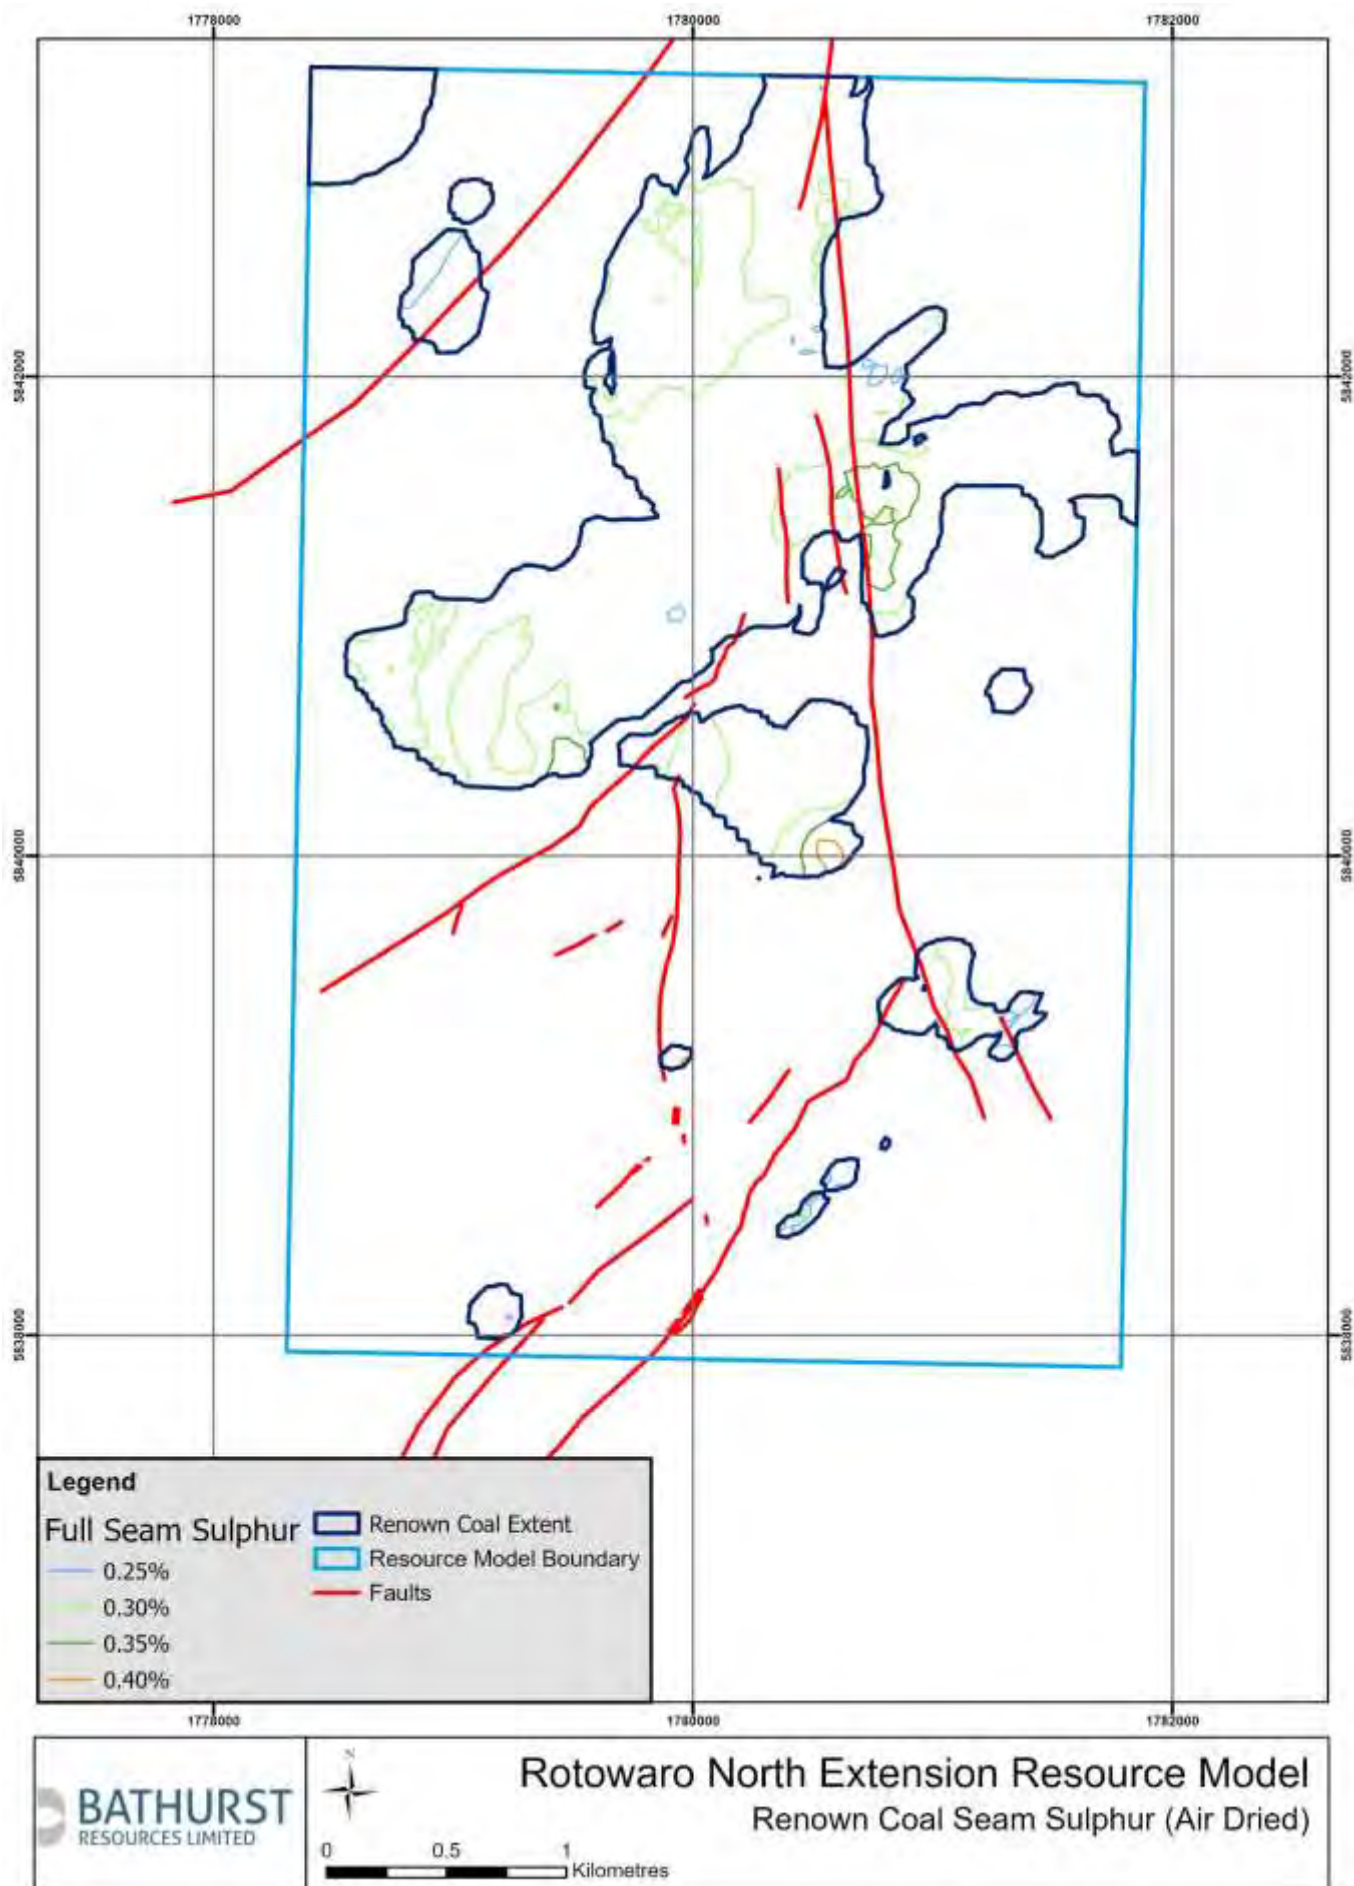 1778000
1780000
1782000
5842000
5842000
5840000
5840000
5838000
5838000
Legend
Full Seam Sulphur
0.25%
0.30%
0.35%
0.40%
Renown Coal Extent
Resource Model Boundary
Faults
1778000
1780000
1782000
BATHURST
RESOURCES LIMITED
N
0 0.5 1
Kilometres
Rotowaro North Extension Resource Model
Renown Coal Seam Sulphur (Air Dried)